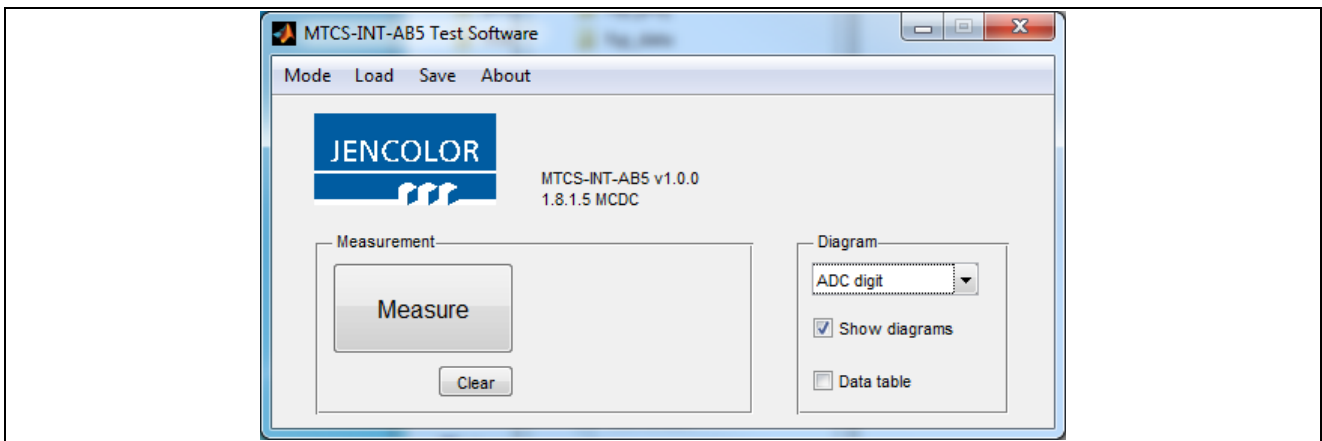 MTCS-INT-AB5 Test Software
Mode Load Save About
JENCOLOR
MTCS-INT-AB5 v1.0.0
1.8.1.5 MCDC
Measurement
Measure
Clear
Diagram
ADC digit
Show diagrams
Data table